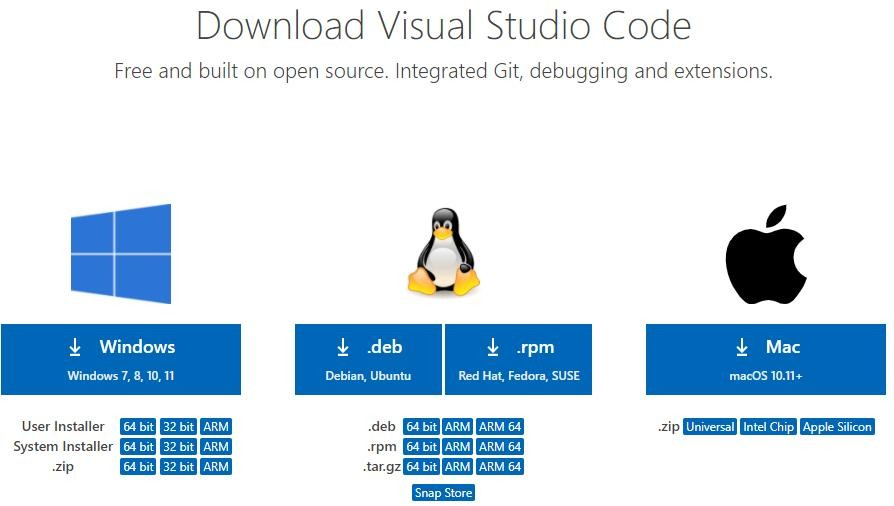 Download Visual Studio Code
Free and built on open source. Integrated Git, debugging and extensions.
Windows
Windows 7, 8, 10, 11
User Installer 64 bit 32 bit ARM
System Installer 64 bit 32 bit ARM
.zip 64 bit 32 bit ARM
.deb
Debian, Ubuntu
.rpm
Red Hat, Fedora, SUSE
.deb 64 bit ARM ARM 64
.rpm 64 bit ARM ARM 64
.tar.gz 64 bit ARM ARM 64
Snap Store
Mac
macOS 10.11+
.zip Universal Intel Chip Apple Silicon